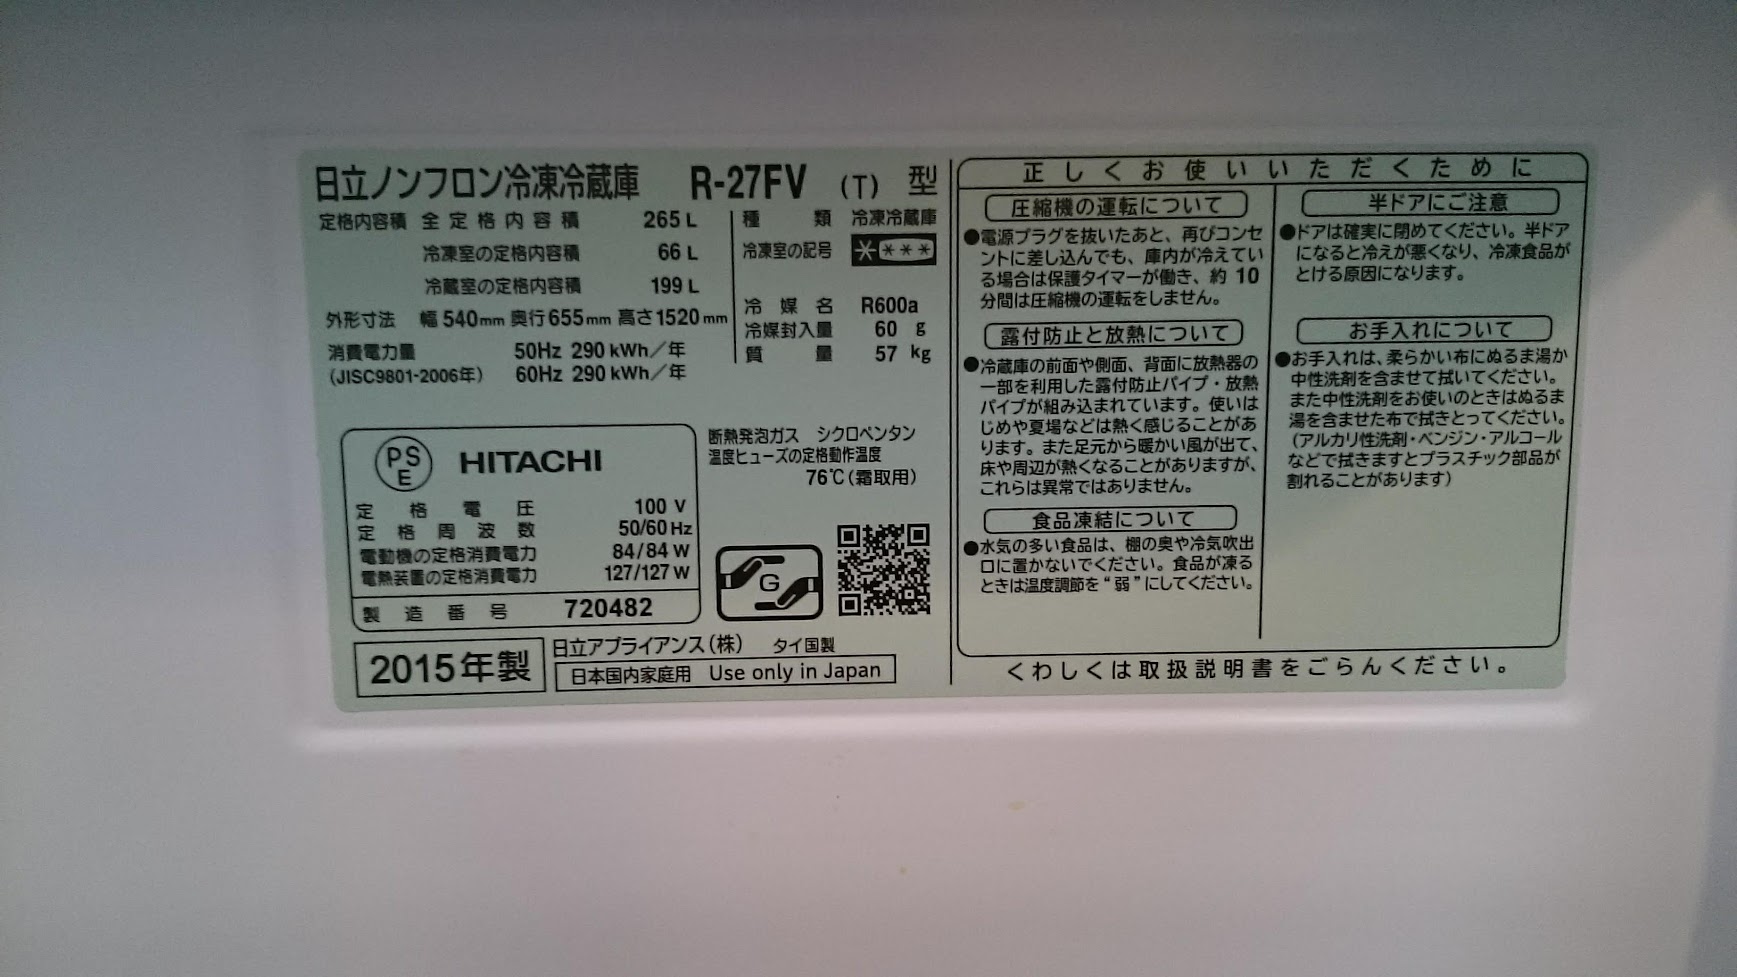 日立ノンフロン冷凍冷蔵庫 R-27FV (T) 型
定格内容積 全定格内容積 265 L
冷凍室の定格内容積 66 L
冷蔵室の定格内容積 199 L
外形寸法 幅540mm 奥行655mm 高さ1520mm
消費電力量 50Hz 290 kWh/年
(JISC9801-2006年) 60Hz 290 kWh/年
種類 冷凍冷蔵庫
冷凍室の記号 ****
冷媒名 R600a
冷媒封入量 60 g
質量 57 kg
PS
E
HITACHI
定格電圧 100 V
定格周波数 50/60 Hz
電動機の定格消費電力 84/84 W
電熱装置の定格消費電力 127/127 W
製造番号 720482
断熱発泡ガス シクロペンタン
温度ヒューズの定格動作温度
76℃(霜取用)
G
2015年製
日立アプライアンス(株) タイ国製
日本国内家庭用 Use only in Japan
正しくお使いいただくために
圧縮機の運転について
●電源プラグを抜いたあと、再びコンセ
ントに差し込んでも、庫内が冷えてい
る場合は保護タイマーが働き、約10
分間は圧縮機の運転をしません。
露付防止と放熱について
●冷蔵庫の前面や側面、背面に放熱器の
一部を利用した露付防止パイプ・放熱
パイプが組み込まれています。使いは
じめや夏場などは熱く感じることがあ
ります。また足元から暖かい風が出て、
床や周辺が熱くなることがありますが、
これらは異常ではありません。
食品凍結について
●水気の多い食品は、棚の奥や冷気吹出
口に置かないでください。食品が凍る
ときは温度調節を“弱”にしてください。
半ドアにご注意
●ドアは確実に閉めてください。半ドア
になると冷えが悪くなり、冷凍食品が
とける原因になります。
お手入れについて
●お手入れは、柔らかい布にぬるま湯か
中性洗剤を含ませて拭いてください。
また中性洗剤をお使いのときはぬるま
湯を含ませた布で拭きとってください。
(アルカリ性洗剤・ベンジン・アルコール
などで拭きますとプラスチック部品が
割れることがあります)
くわしくは取扱説明書をごらんください。